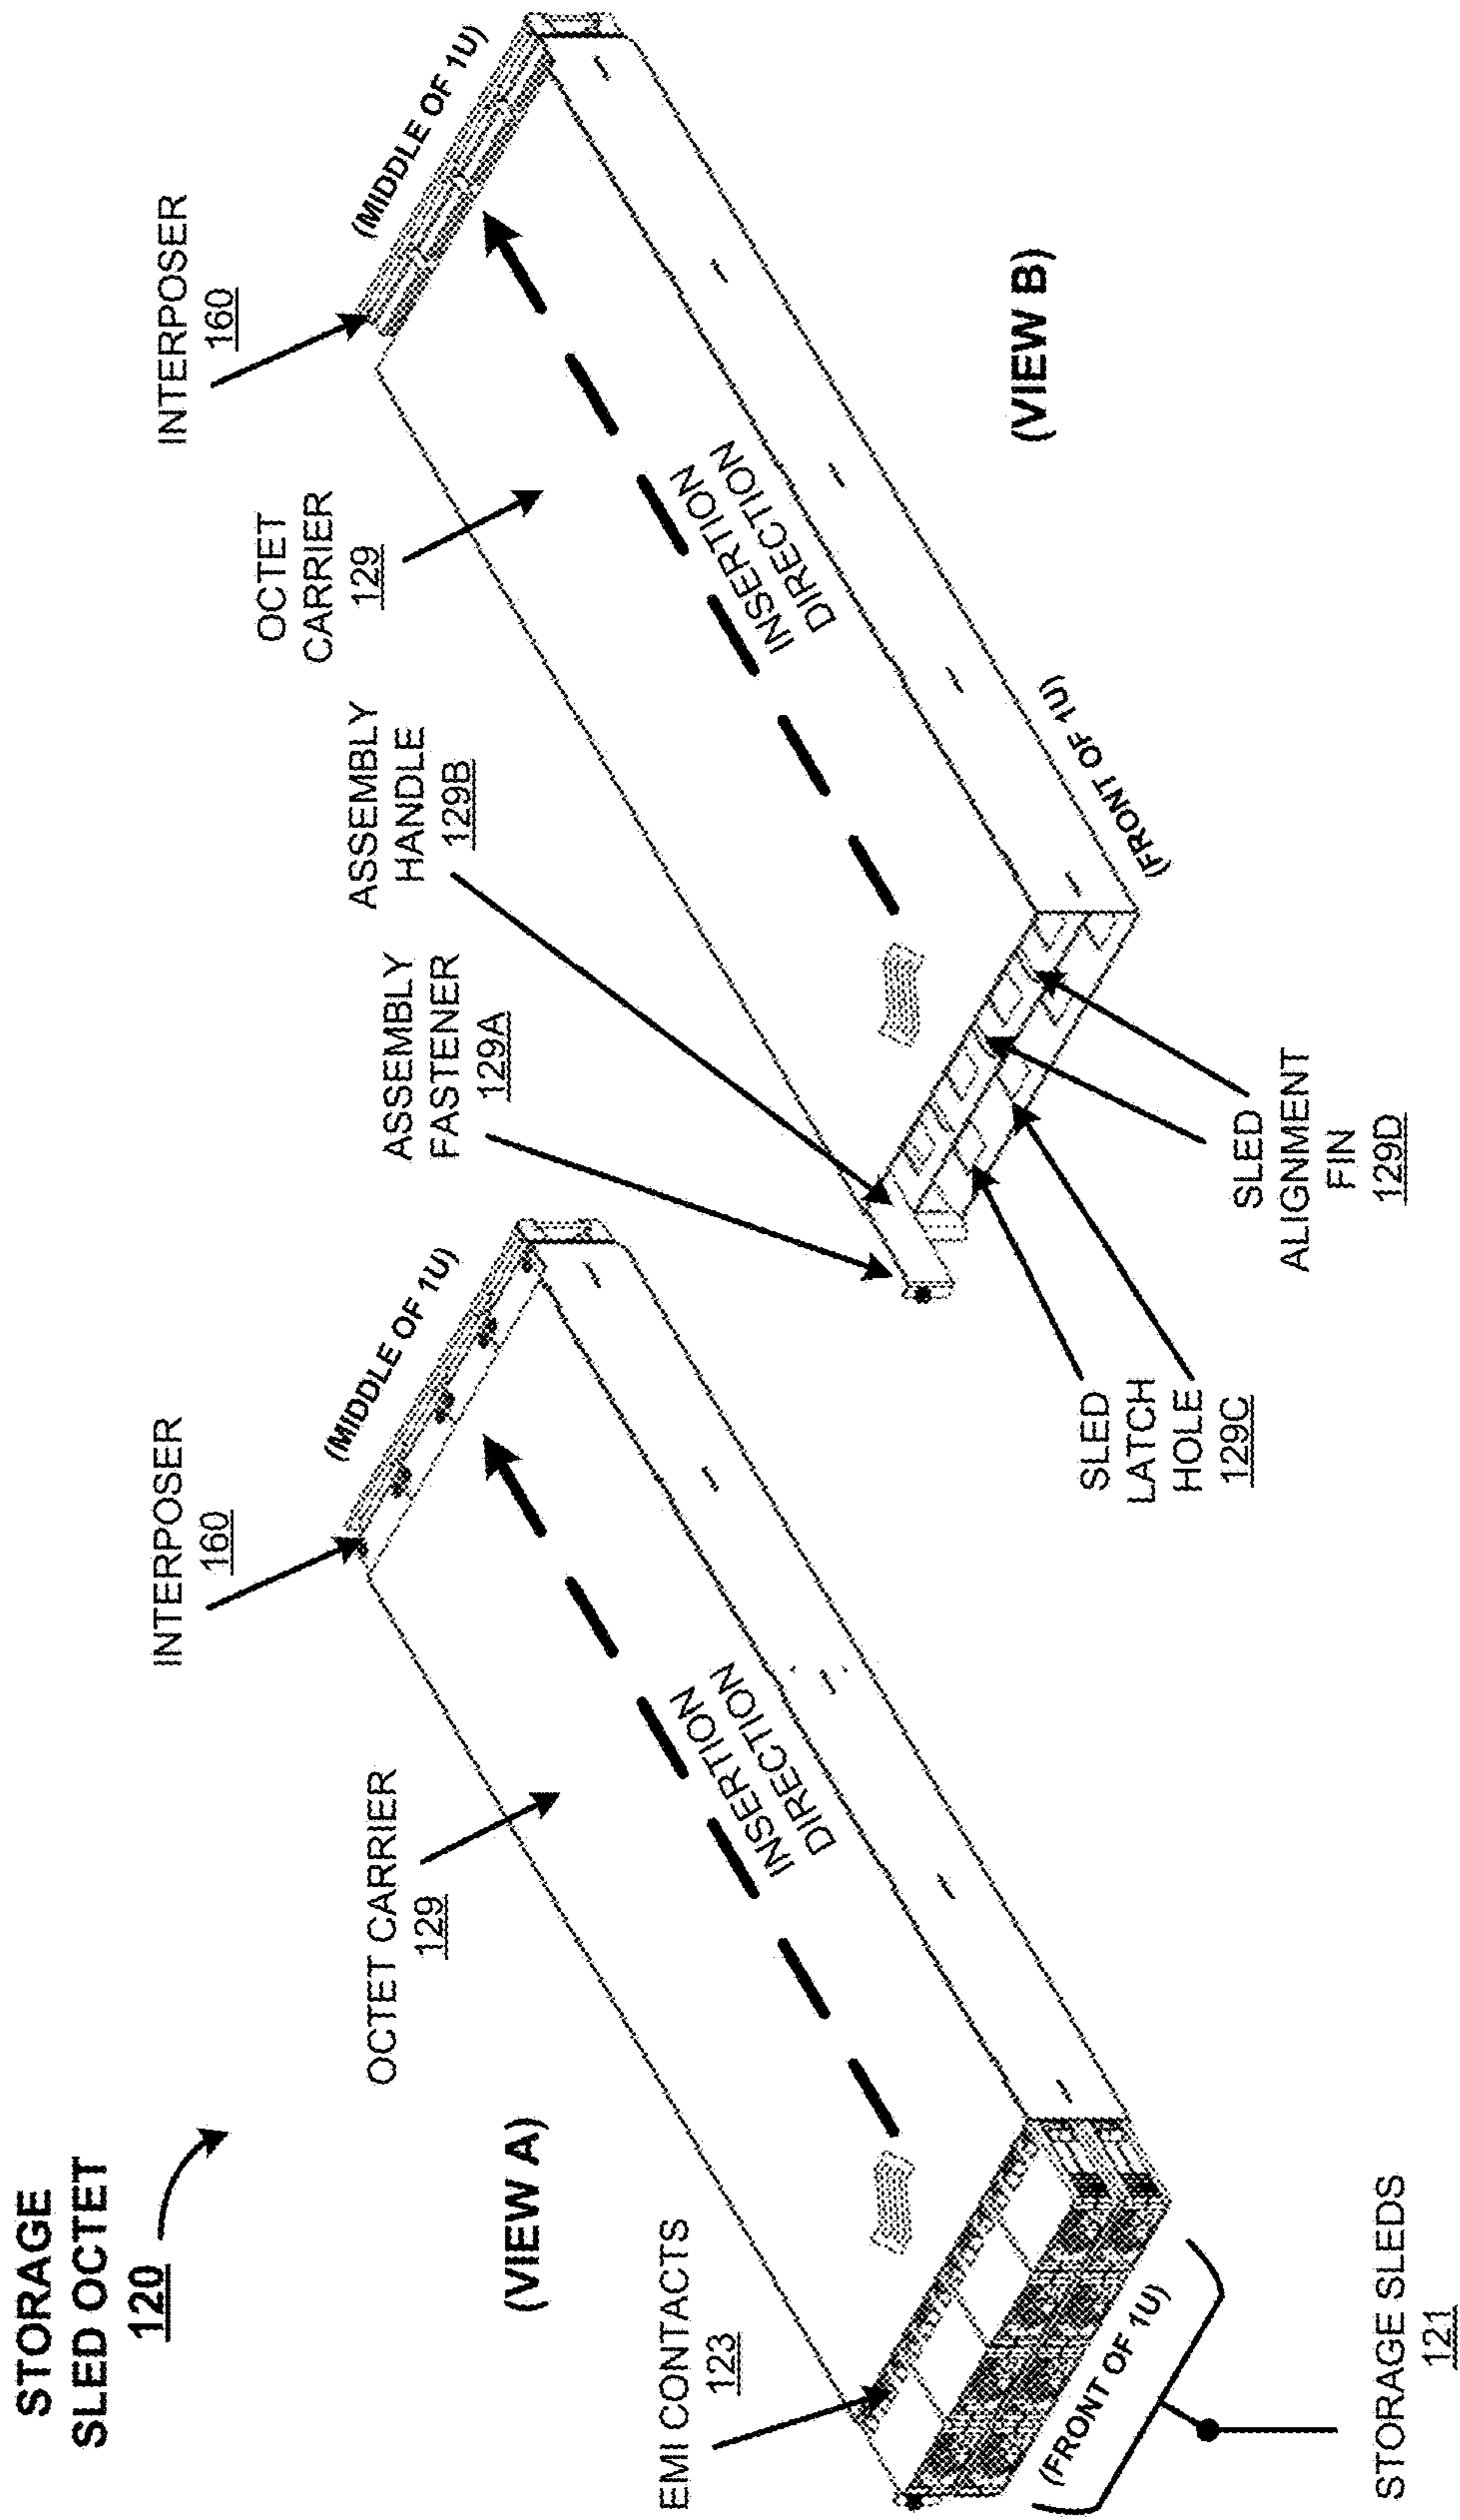 STORAGE
SLED OCTET
120
(VIEW A)
INTERPOSER
160
(MIDDLE OF 1U)
OCTET CARRIER
129
INSERTION
DIRECTION
EMI CONTACTS
123
(FRONT OF 1U)
STORAGE SLEDS
121
INTERPOSER
160
(MIDDLE OF 1U)
OCTET
CARRIER
129
ASSEMBLY
HANDLE
129B
ASSEMBLY
FASTENER
129A
INSERTION
DIRECTION
(VIEW B)
(FRONT OF 1U)
SLED
LATCH
HOLE
129C
SLED
ALIGNMENT
FIN
129D